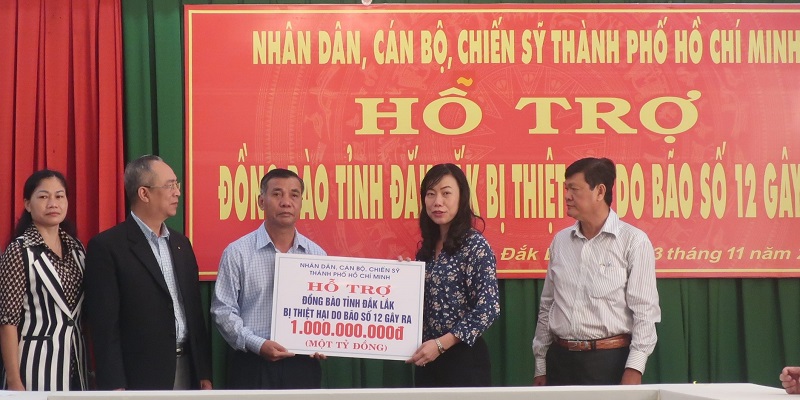 NHÂN DÂN, CÁN BỘ, CHIẾN SỸ THÀNH PHỐ HỒ CHÍ MINH
HỖ TRỢ
ĐỒNG BÀO TỈNH ĐẮK LẮK BỊ THIỆT DO BÃO SỐ 12 GÂY
Đắk 3 tháng 11 năm
NHÂN DÂN, CÁN BỘ, CHIẾN SỸ
THÀNH PHỐ HỒ CHÍ MINH
HỖ TRỢ
ĐỒNG BÀO TỈNH ĐẮK LẮK
BỊ THIỆT HẠI DO BÃO SỐ 12 GÂY RA
1.000.000.000đ
(MỘT TỶ ĐỒNG)